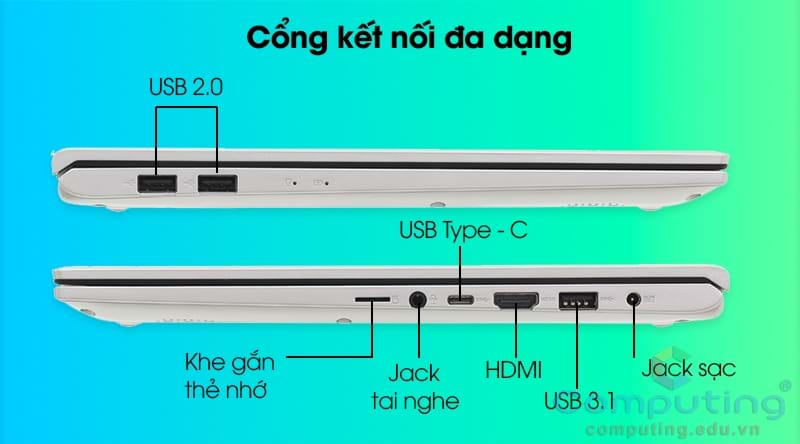 Cổng kết nối đa dạng
USB 2.0
USB Type - C
Khe gắn
thẻ nhớ
Jack
tai nghe
HDMI
USB 3.1
Jack sạc
Computing
computing.edu.vn